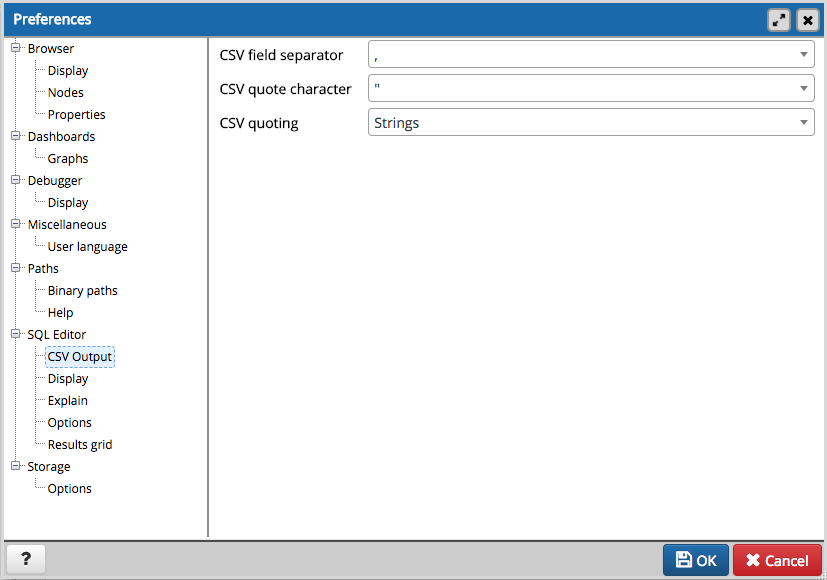 Preferences
Browser
Display
Nodes
Properties
Dashboards
Graphs
Debugger
Display
Miscellaneous
User language
Paths
Binary paths
Help
SQL Editor
CSV Output
Display
Explain
Options
Results grid
Storage
Options
CSV field separator ,
CSV quote character "
CSV quoting Strings
? OK Cancel